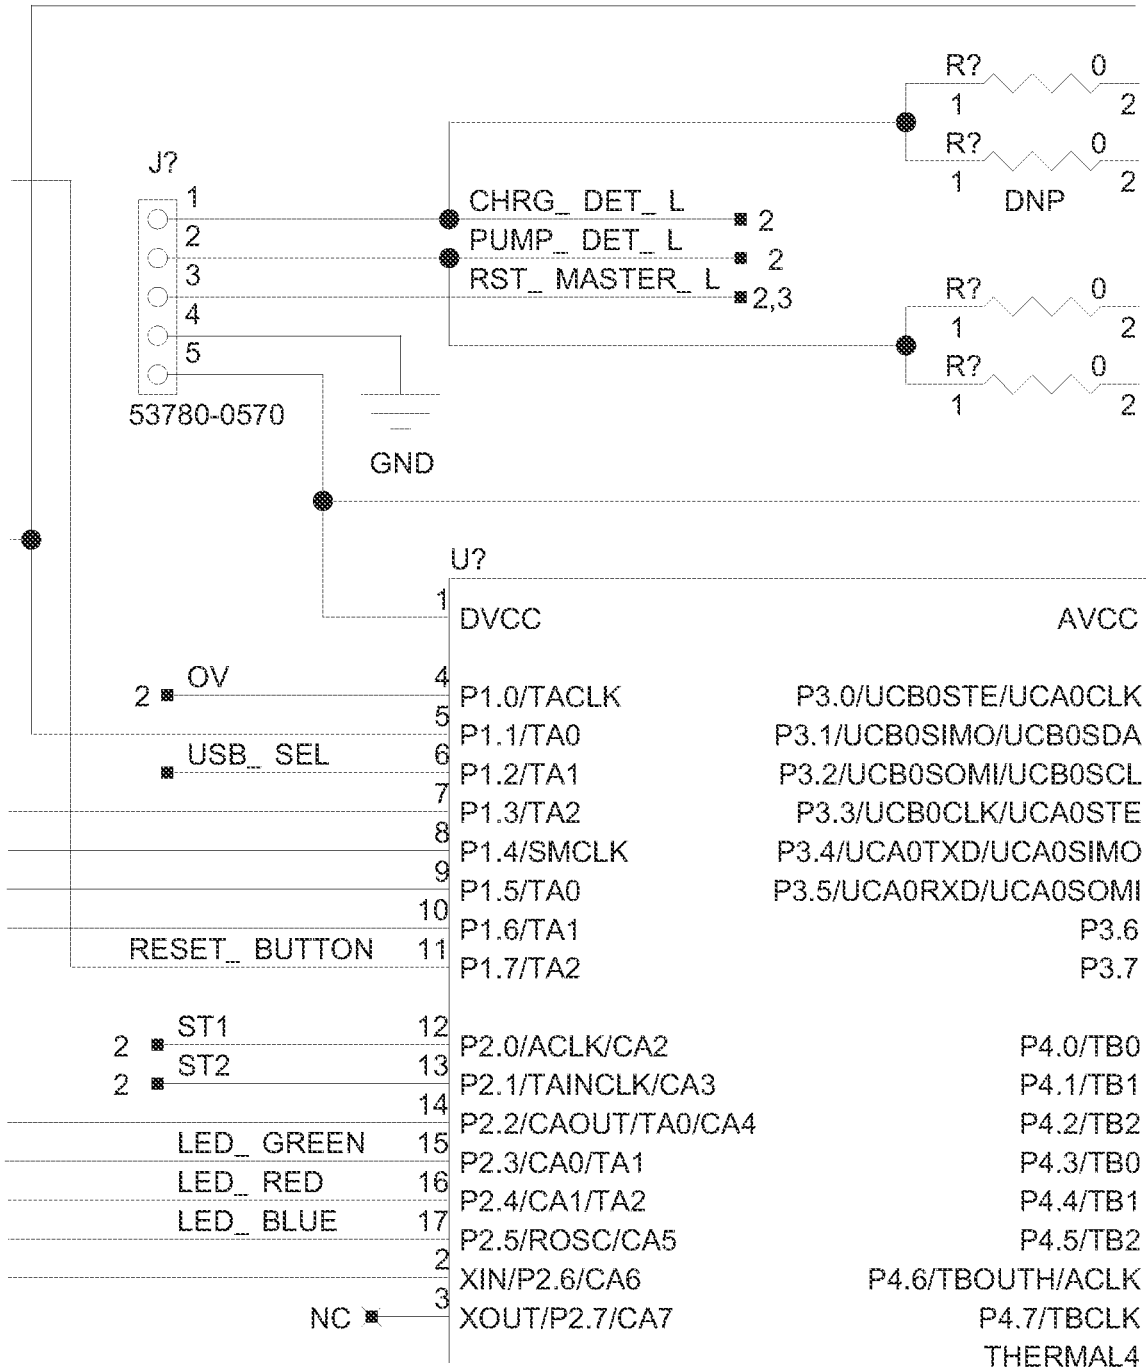 R? 0
1 2
R? 0
1 2
DNP
J?
1
2
3
4
5
53780-0570
CHRG_ DET_ L
2
PUMP_ DET_ L
2
RST_ MASTER_ L
2,3
R? 0
1 2
R? 0
1 2
GND
U?
1 DVCC AVCC
2 OV 4 P1.0/TACLK P3.0/UCB0STE/UCA0CLK
5 P1.1/TA0 P3.1/UCB0SIMO/UCB0SDA
USB_ SEL 6 P1.2/TA1 P3.2/UCB0SOMI/UCB0SCL
7 P1.3/TA2 P3.3/UCB0CLK/UCA0STE
8 P1.4/SMCLK P3.4/UCA0TXD/UCA0SIMO
9 P1.5/TA0 P3.5/UCA0RXD/UCA0SOMI
10 P1.6/TA1 P3.6
RESET_ BUTTON 11 P1.7/TA2 P3.7
2 ST1 12 P2.0/ACLK/CA2 P4.0/TB0
2 ST2 13 P2.1/TAINCLK/CA3 P4.1/TB1
14 P2.2/CAOUT/TA0/CA4 P4.2/TB2
LED_ GREEN 15 P2.3/CA0/TA1 P4.3/TB0
LED_ RED 16 P2.4/CA1/TA2 P4.4/TB1
LED_ BLUE 17 P2.5/ROSC/CA5 P4.5/TB2
2 XIN/P2.6/CA6 P4.6/TBOUTH/ACLK
NC 3 XOUT/P2.7/CA7 P4.7/TBCLK
THERMAL4